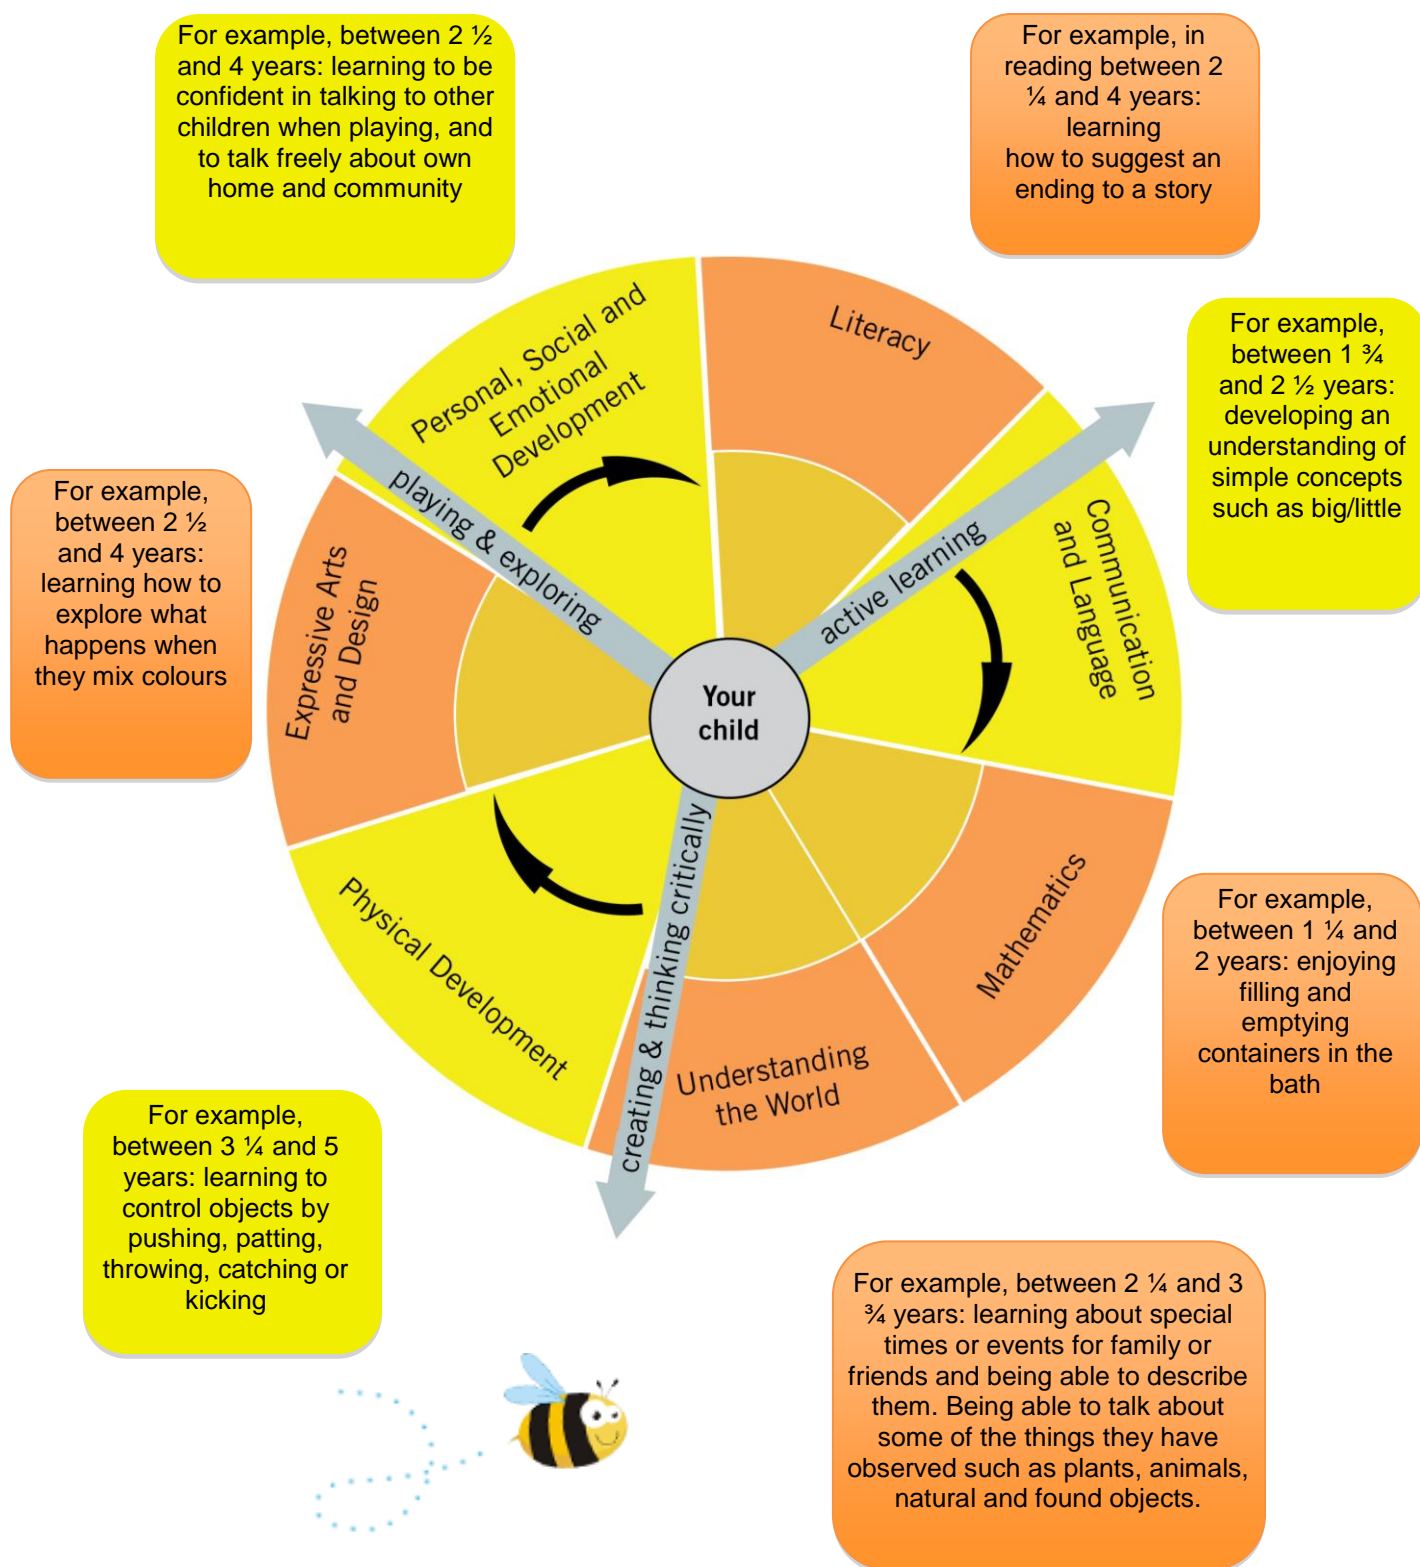 For example, between 2 ½
and 4 years: learning to be
confident in talking to other
children when playing, and
to talk freely about own
home and community
For example, in
reading between 2
¼ and 4 years:
learning
how to suggest an
ending to a story
For example,
between 1 ¾
and 2 ½ years:
developing an
understanding of
simple concepts
such as big/little
For example,
between 2 ½
and 4 years:
learning how to
explore what
happens when
they mix colours
Personal, Social and
Emotional
Development
Literacy
Communication
and Language
Expressive Arts
and Design
playing & exploring
active learning
Your
child
creating & thinking critically
Physical Development
Mathematics
Understanding
the World
For example,
between 1 ¼ and
2 years: enjoying
filling and
emptying
containers in the
bath
For example,
between 3 ¼ and 5
years: learning to
control objects by
pushing, patting,
throwing, catching or
kicking
For example, between 2 ¼ and 3
¾ years: learning about special
times or events for family or
friends and being able to describe
them. Being able to talk about
some of the things they have
observed such as plants, animals,
natural and found objects.